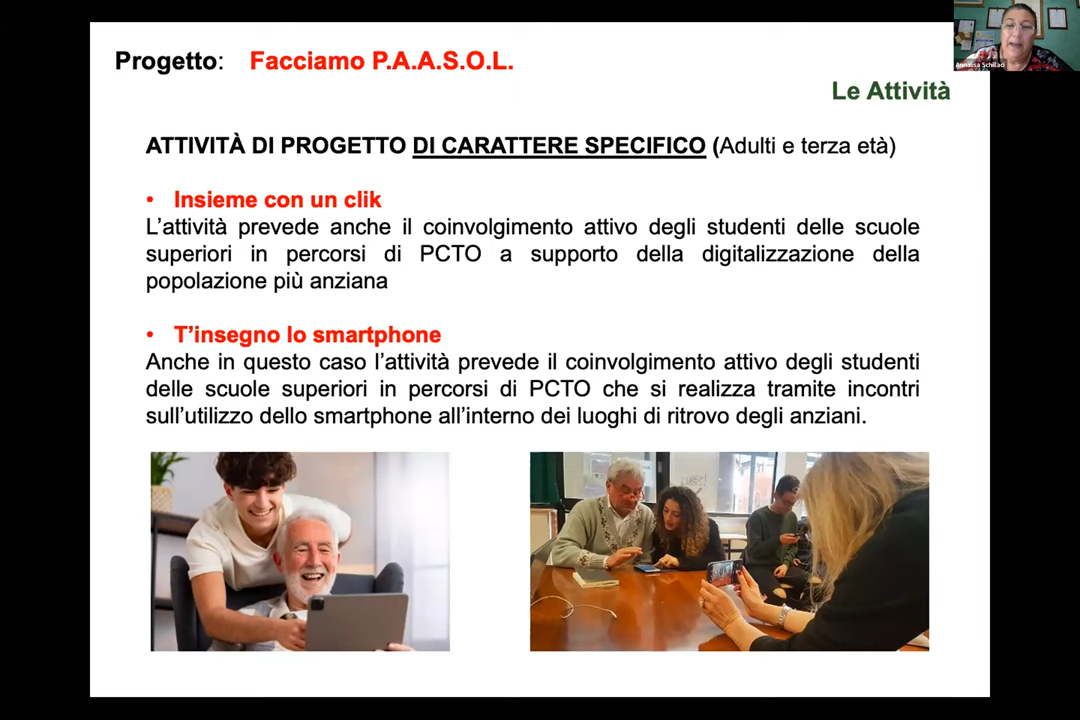 Progetto: Facciamo P.A.A.S.O.L.
Le Attività
ATTIVITÀ DI PROGETTO DI CARATTERE SPECIFICO (Adulti e terza età)
• Insieme con un clik
L’attività prevede anche il coinvolgimento attivo degli studenti delle scuole
superiori in percorsi di PCTO a supporto della digitalizzazione della
popolazione più anziana
• T’insegno lo smartphone
Anche in questo caso l’attività prevede il coinvolgimento attivo degli studenti
delle scuole superiori in percorsi di PCTO che si realizza tramite incontri
sull’utilizzo dello smartphone all’interno dei luoghi di ritrovo degli anziani.
Annalisa Schillaci